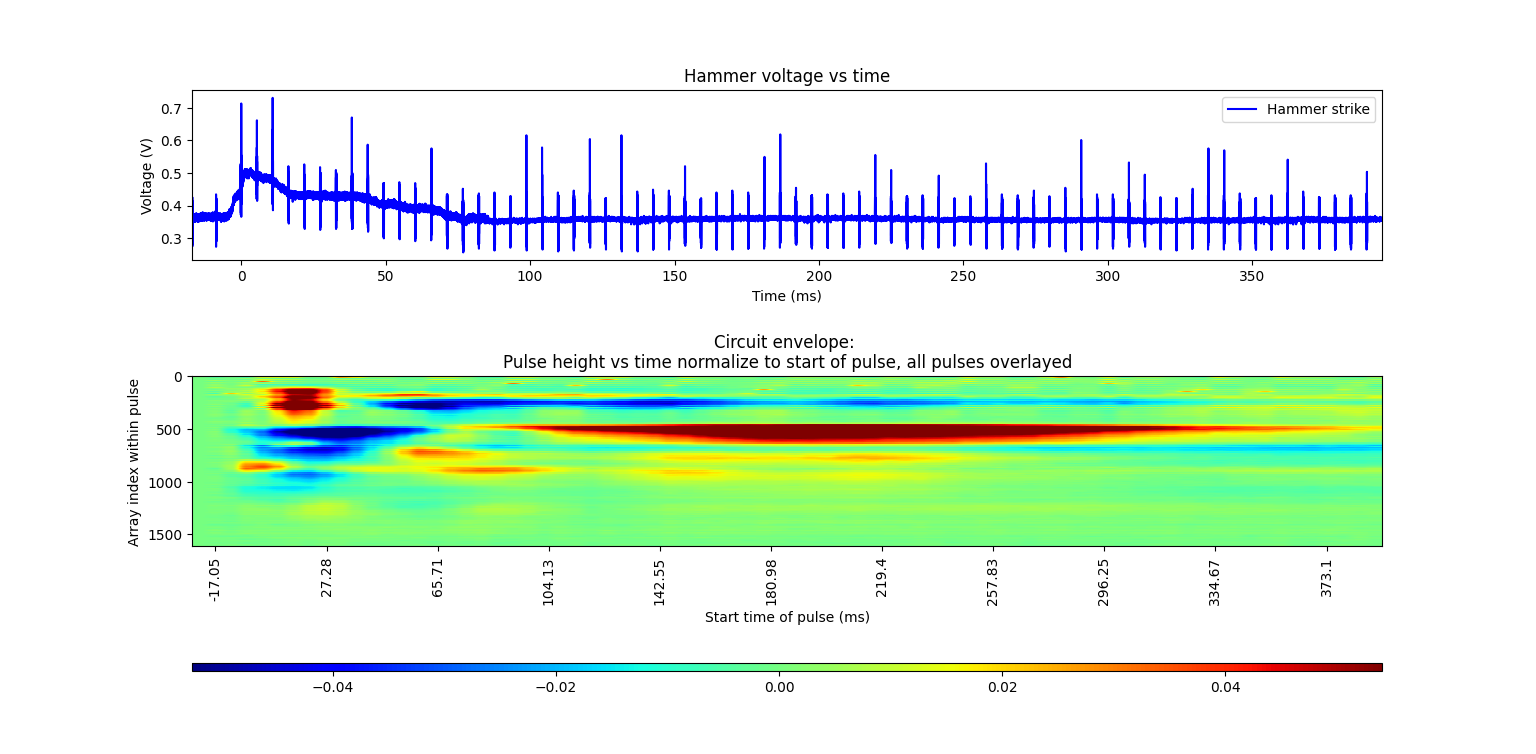 Hammer voltage vs time
Hammer strike
Voltage (V)
0.7
0.6
0.5
0.4
0.3
0 50 100 150 200 250 300 350
Time (ms)
Circuit envelope:
Pulse height vs time normalize to start of pulse, all pulses overlayed
Array index within pulse
0
500
1000
1500
-17.05 27.28 65.71 104.13 142.55 180.98 219.4 257.83 296.25 334.67 373.1
Start time of pulse (ms)
−0.04 −0.02 0.00 0.02 0.04